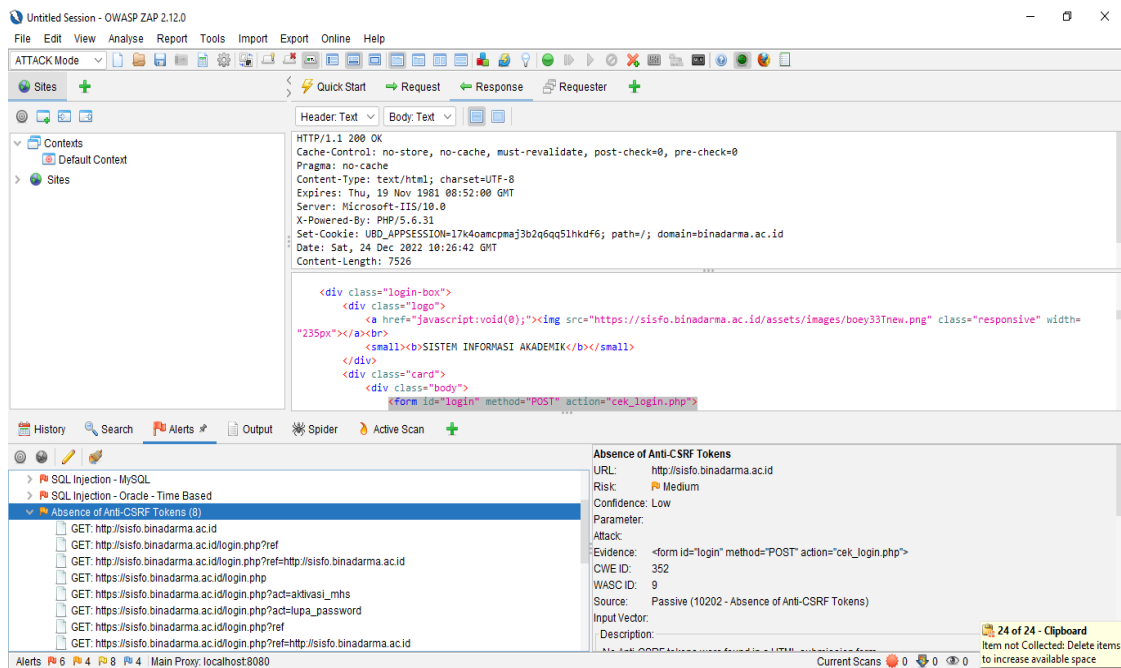 Untitled Session - OWASP ZAP 2.12.0
File Edit View Analyse Report Tools Import Export Online Help
ATTACK Mode
Sites
Quick Start Request Response Requester
Header: Text Body: Text
Contexts
Default Context
Sites
HTTP/1.1 200 OK
Cache-Control: no-store, no-cache, must-revalidate, post-check=0, pre-check=0
Pragma: no-cache
Content-Type: text/html; charset=UTF-8
Expires: Thu, 19 Nov 1981 08:52:00 GMT
Server: Microsoft-IIS/10.0
X-Powered-By: PHP/5.6.31
Set-Cookie: UBD_APPSESSION=l7k4oamcpmaj3b2q6qq5lhkdf6; path=/; domain=binadarma.ac.id
Date: Sat, 24 Dec 2022 10:26:42 GMT
Content-Length: 7526
<div class="login-box">
<div class="logo">
<a href="javascript:void(0);"><img src="https://sisfo.binadarma.ac.id/assets/images/boey33Tnew.png" class="responsive" width=
"235px"></a><br>
<small><b>SISTEM INFORMASI AKADEMIK</b></small>
</div>
<div class="card">
<div class="body">
<form id="login" method="POST" action="cek_login.php">
History Search Alerts Output Spider Active Scan
SQL Injection - MySQL
SQL Injection - Oracle - Time Based
Absence of Anti-CSRF Tokens (8)
GET: http://sisfo.binadarma.ac.id
GET: http://sisfo.binadarma.ac.id/login.php?ref
GET: http://sisfo.binadarma.ac.id/login.php?ref=http://sisfo.binadarma.ac.id
GET: https://sisfo.binadarma.ac.id/login.php
GET: https://sisfo.binadarma.ac.id/login.php?act=aktivasi_mhs
GET: https://sisfo.binadarma.ac.id/login.php?act=lupa_password
GET: https://sisfo.binadarma.ac.id/login.php?ref
GET: https://sisfo.binadarma.ac.id/login.php?ref=http://sisfo.binadarma.ac.id
Absence of Anti-CSRF Tokens
URL: http://sisfo.binadarma.ac.id
Risk: Medium
Confidence: Low
Parameter:
Attack:
Evidence: <form id="login" method="POST" action="cek_login.php">
CWE ID: 352
WASC ID: 9
Source: Passive (10202 - Absence of Anti-CSRF Tokens)
Input Vector:
Description:
No Anti-CSRF tokens were found in a HTML submission form.
24 of 24 - Clipboard
Item not Collected: Delete items
to increase available space
Alerts 6 4 8 4 Main Proxy: localhost:8080
Current Scans 0 0 0